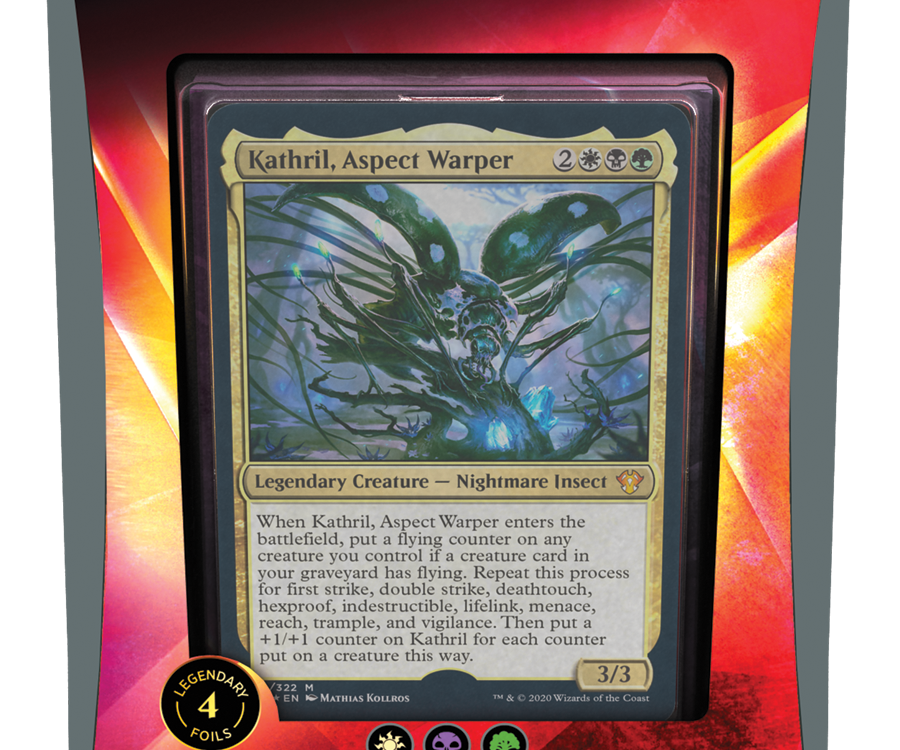 Kathril, Aspect Warper 2
Legendary Creature — Nightmare Insect
When Kathril, Aspect Warper enters the
battlefield, put a flying counter on any
creature you control if a creature card in
your graveyard has flying. Repeat this process
for first strike, double strike, deathtouch,
hexproof, indestructible, lifelink, menace,
reach, trample, and vigilance. Then put a
+1/+1 counter on Kathril for each counter
put on a creature this way.
3/3
/322 M
EN Mathias Kollros
™ & © 2020 Wizards of the Coast
LEGENDARY
4
FOILS